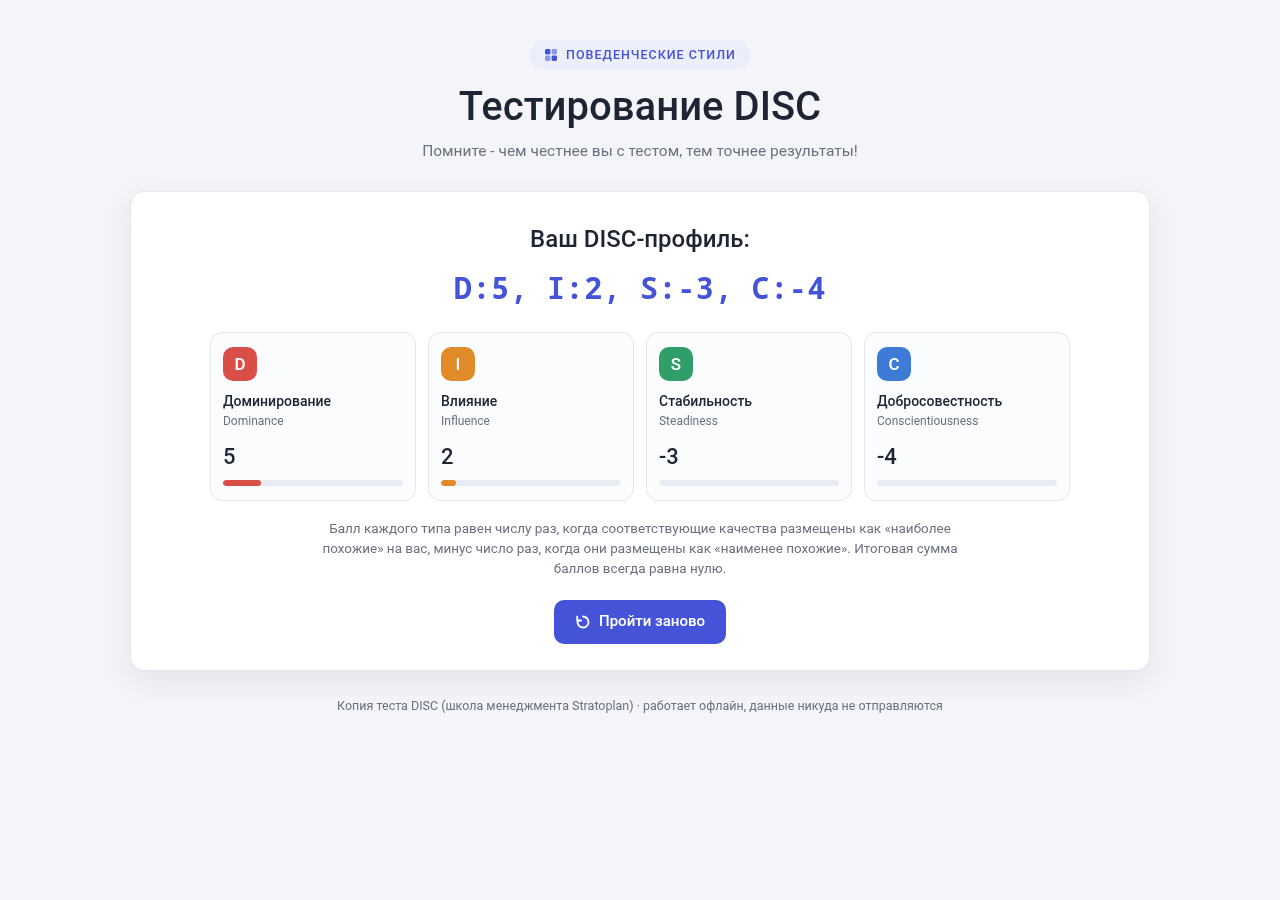 ПОВЕДЕНЧЕСКИЕ СТИЛИ
Тестирование DISC
Помните - чем честнее вы с тестом, тем точнее результаты!
Ваш DISC-профиль:
D:5, I:2, S:-3, C:-4
D
Доминирование
Dominance
5
I
Влияние
Influence
2
S
Стабильность
Steadiness
-3
C
Добросовестность
Conscientiousness
-4
Балл каждого типа равен числу раз, когда соответствующие качества размещены как «наиболее
похожие» на вас, минус число раз, когда они размещены как «наименее похожие». Итоговая сумма
баллов всегда равна нулю.
Пройти заново
Копия теста DISC (школа менеджмента Stratoplan) · работает офлайн, данные никуда не отправляются